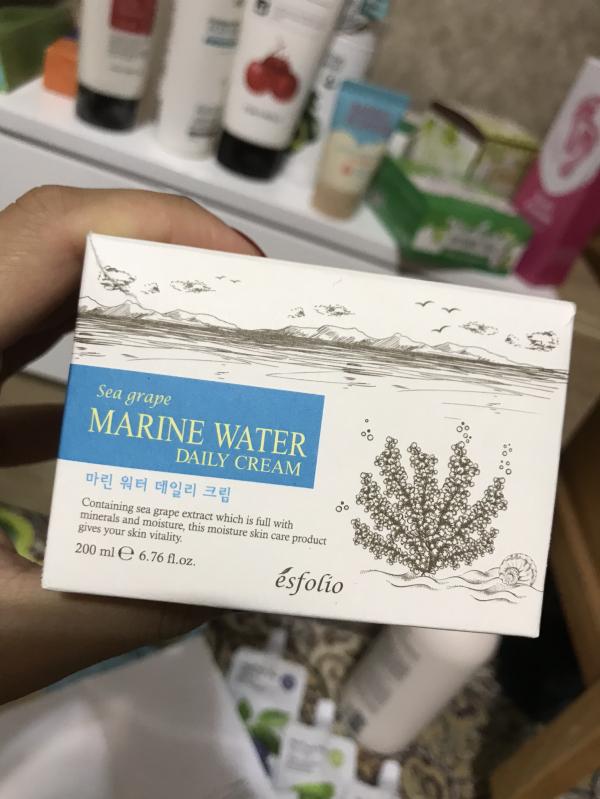 Sea grape
MARINE WATER
DAILY CREAM
마린 워터 데일리 크림
Containing sea grape extract which is full with
minerals and moisture, this moisture skin care product
gives your skin vitality.
200 ml ℮ 6.76 fl.oz.
ésfolio